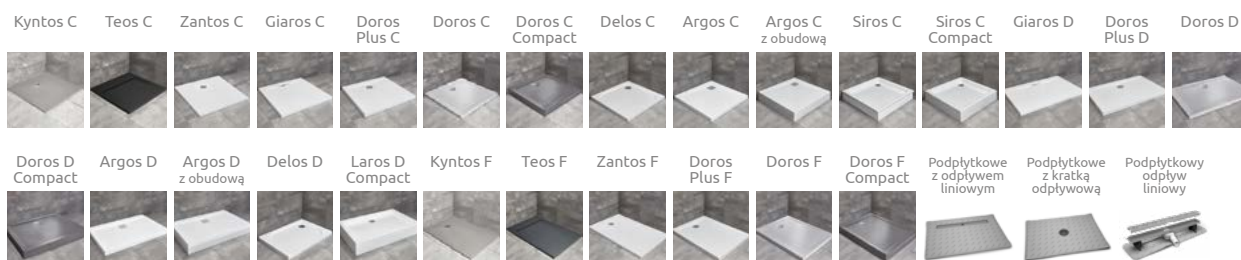 Kyntos C
Teos C
Zantos C
Giaros C
Doros
Plus C
Doros C
Doros C
Compact
Delos C
Argos C
Argos C
z obudową
Siros C
Siros C
Compact
Giaros D
Doros
Plus D
Doros D
Doros D
Compact
Argos D
Argos D
z obudową
Delos D
Laros D
Compact
Kyntos F
Teos F
Zantos F
Doros
Plus F
Doros F
Doros F
Compact
Podpłytkowe
z odpływem
liniowym
Podpłytkowe
z kratką
odpływową
Podpłytkowy
odpływ
liniowy